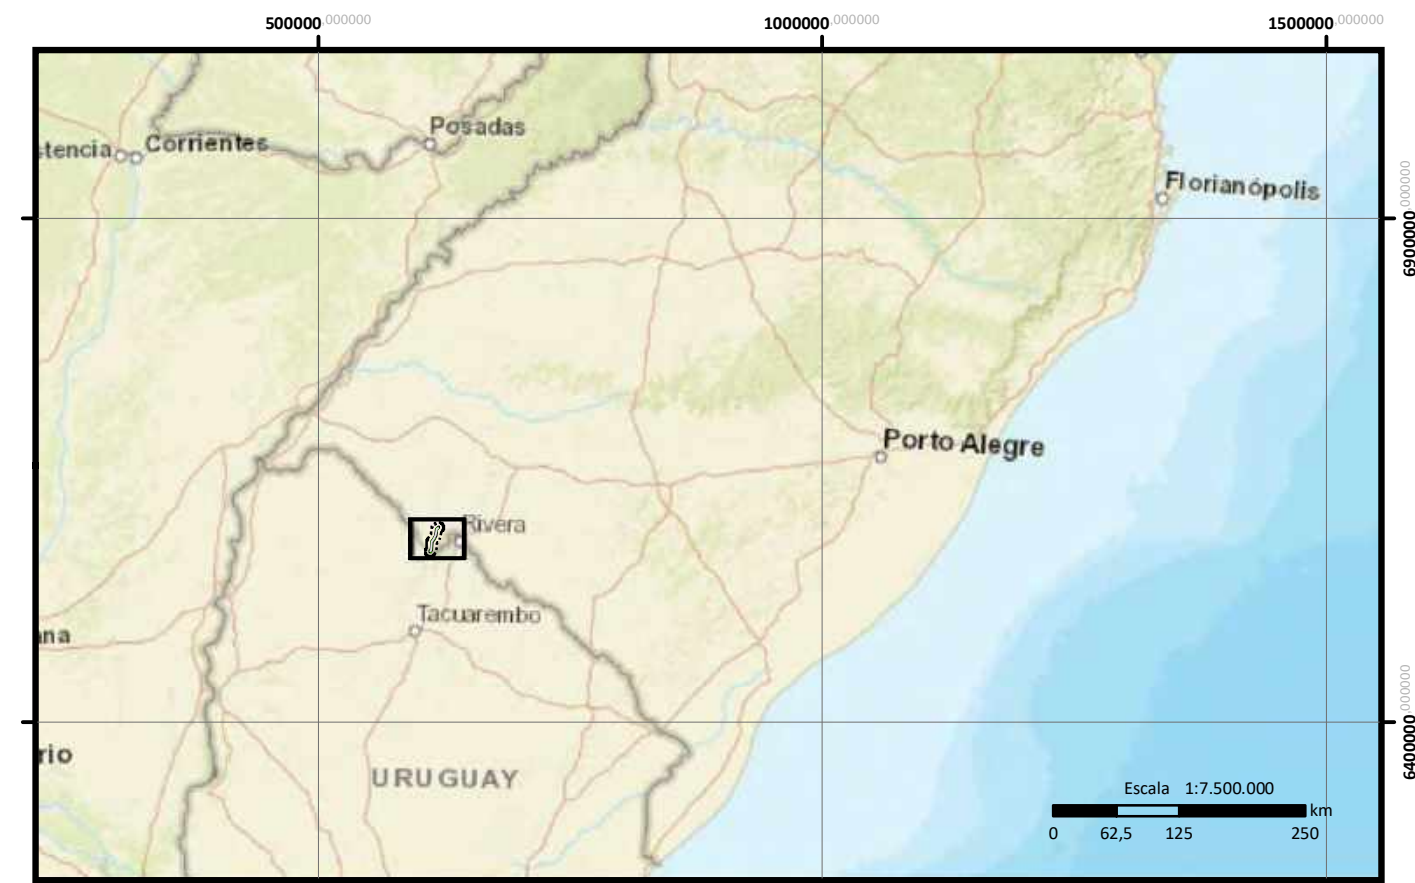 500000,000000 1000000,000000 1500000,000000
Posadas
stencia
Corrientes
Florianópolis
6900000,000000
Porto Alegre
Rivera
Tacuarembo
ana
6400000,000000
rio
URUGUAY
Escala 1:7.500.000
km
0 62,5 125 250